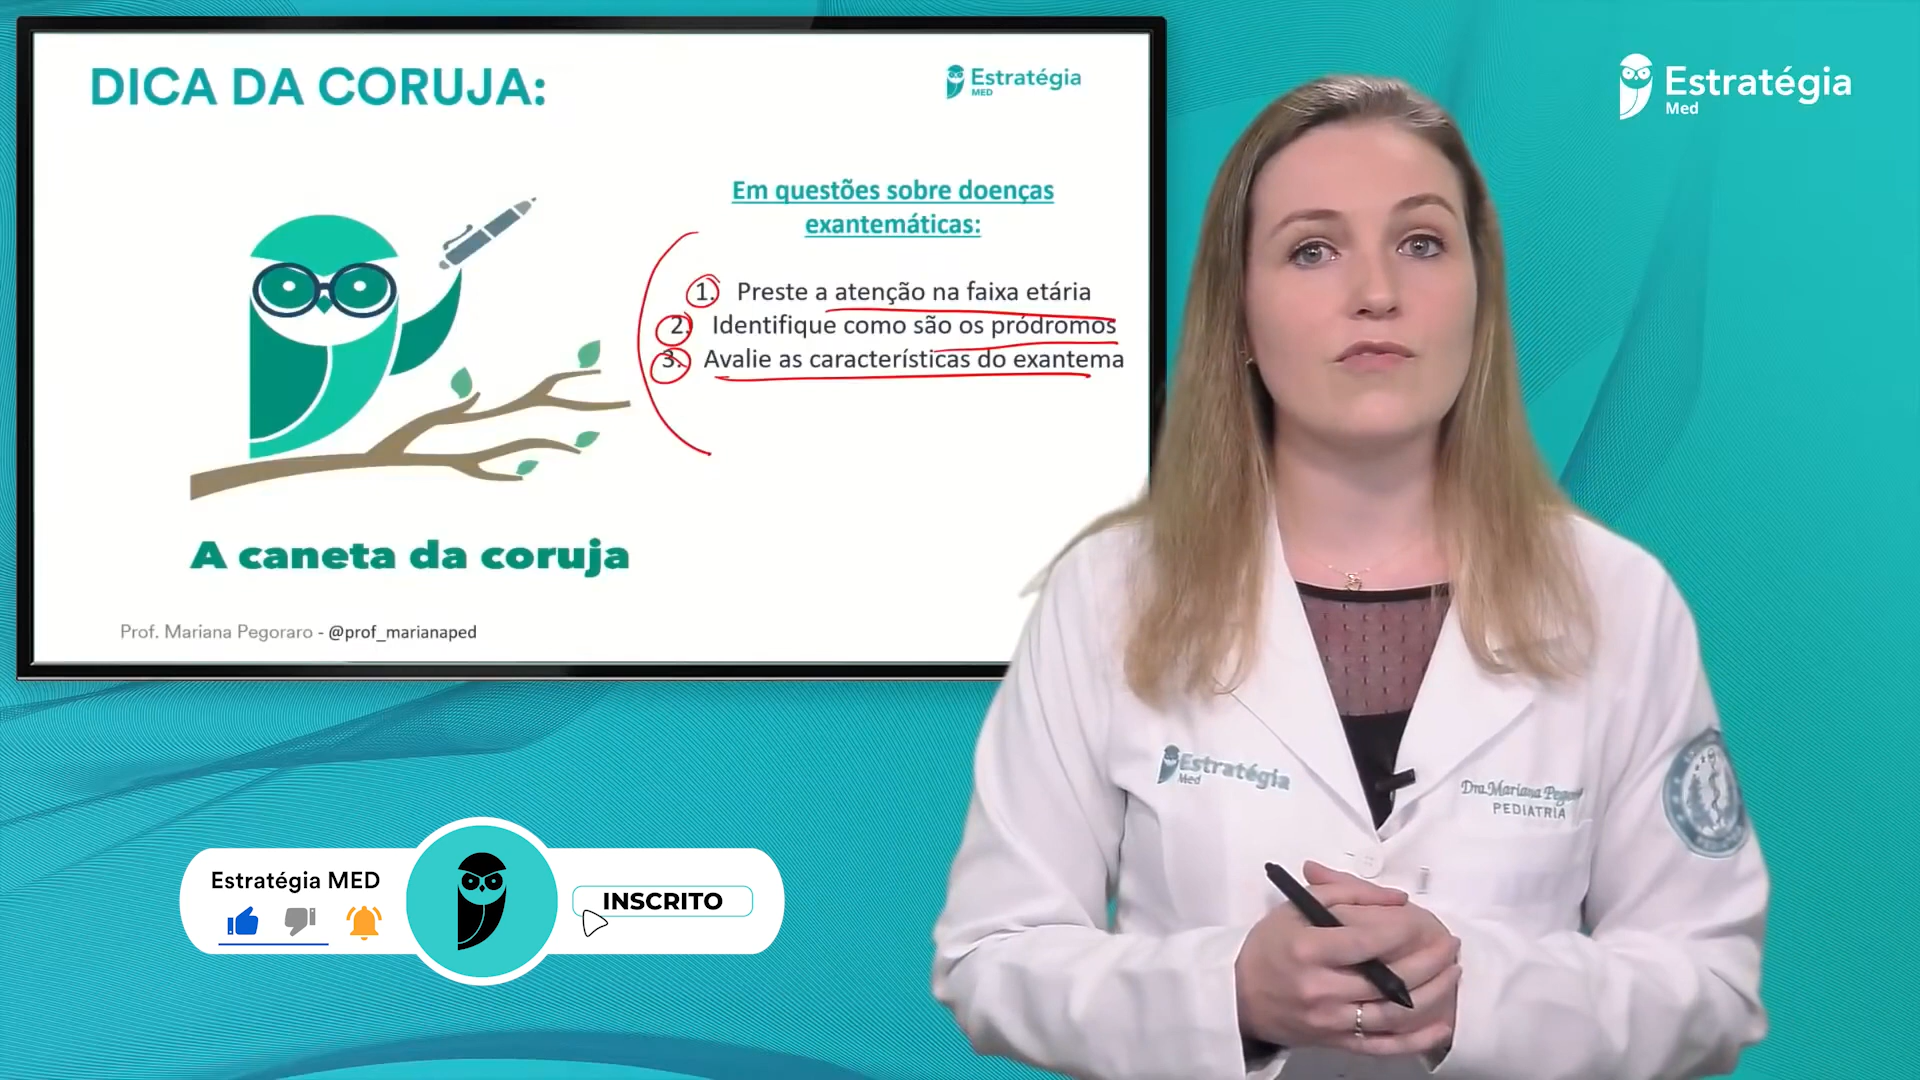 DICA DA CORUJA:
Estratégia
MED
Em questões sobre doenças
exantemáticas:
1. Preste a atenção na faixa etária
2. Identifique como são os pródromos
3. Avalie as características do exantema
A caneta da coruja
Prof. Mariana Pegoraro - @prof_marianaped
Estratégia
Med
Estratégia
Med
Dra. Mariana
PEDIATRIA
Estratégia MED
INSCRITO